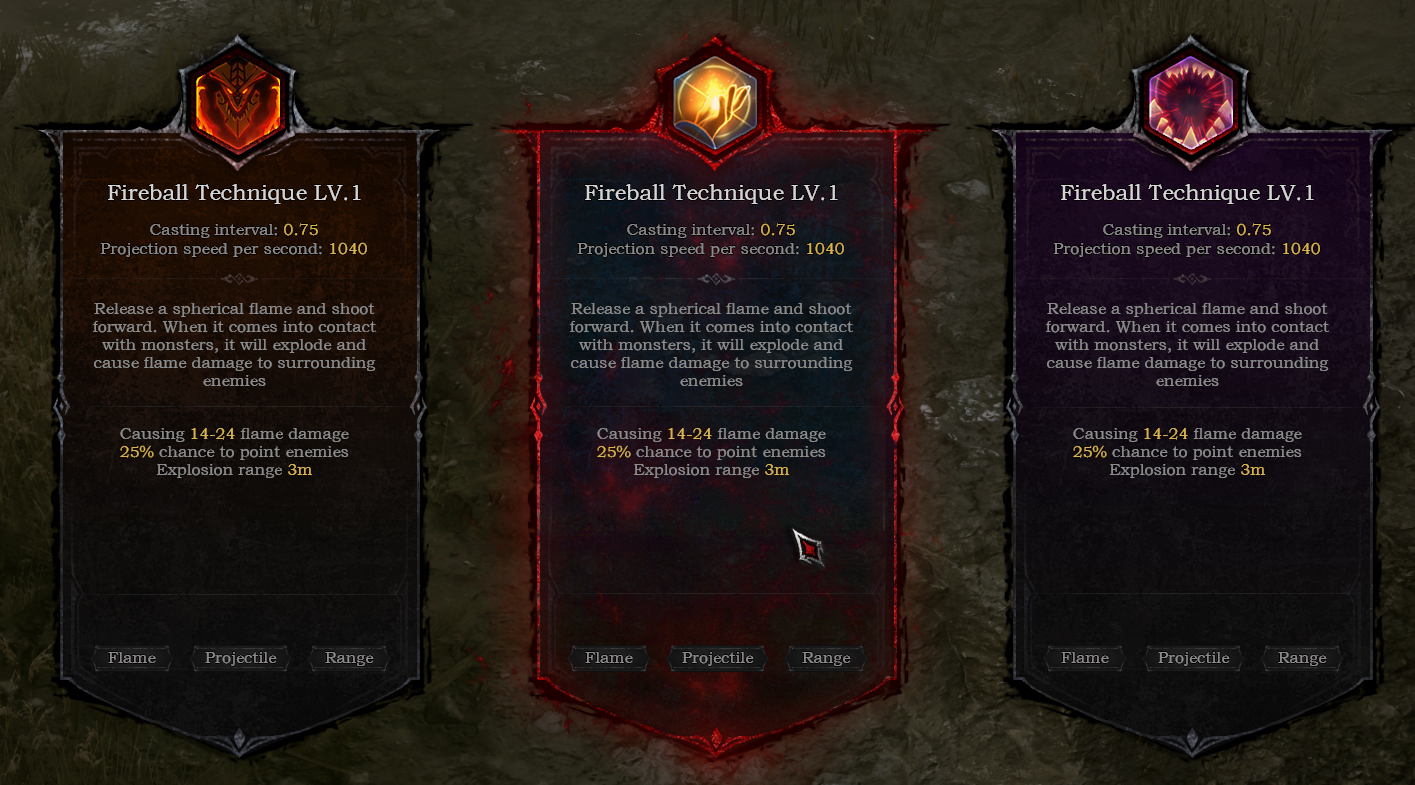 Fireball Technique LV.1
Casting interval: 0.75
Projection speed per second: 1040
Release a spherical flame and shoot
forward. When it comes into contact
with monsters, it will explode and
cause flame damage to surrounding
enemies
Causing 14-24 flame damage
25% chance to point enemies
Explosion range 3m
Flame
Projectile
Range
Fireball Technique LV.1
Casting interval: 0.75
Projection speed per second: 1040
Release a spherical flame and shoot
forward. When it comes into contact
with monsters, it will explode and
cause flame damage to surrounding
enemies
Causing 14-24 flame damage
25% chance to point enemies
Explosion range 3m
Flame
Projectile
Range
Fireball Technique LV.1
Casting interval: 0.75
Projection speed per second: 1040
Release a spherical flame and shoot
forward. When it comes into contact
with monsters, it will explode and
cause flame damage to surrounding
enemies
Causing 14-24 flame damage
25% chance to point enemies
Explosion range 3m
Flame
Projectile
Range